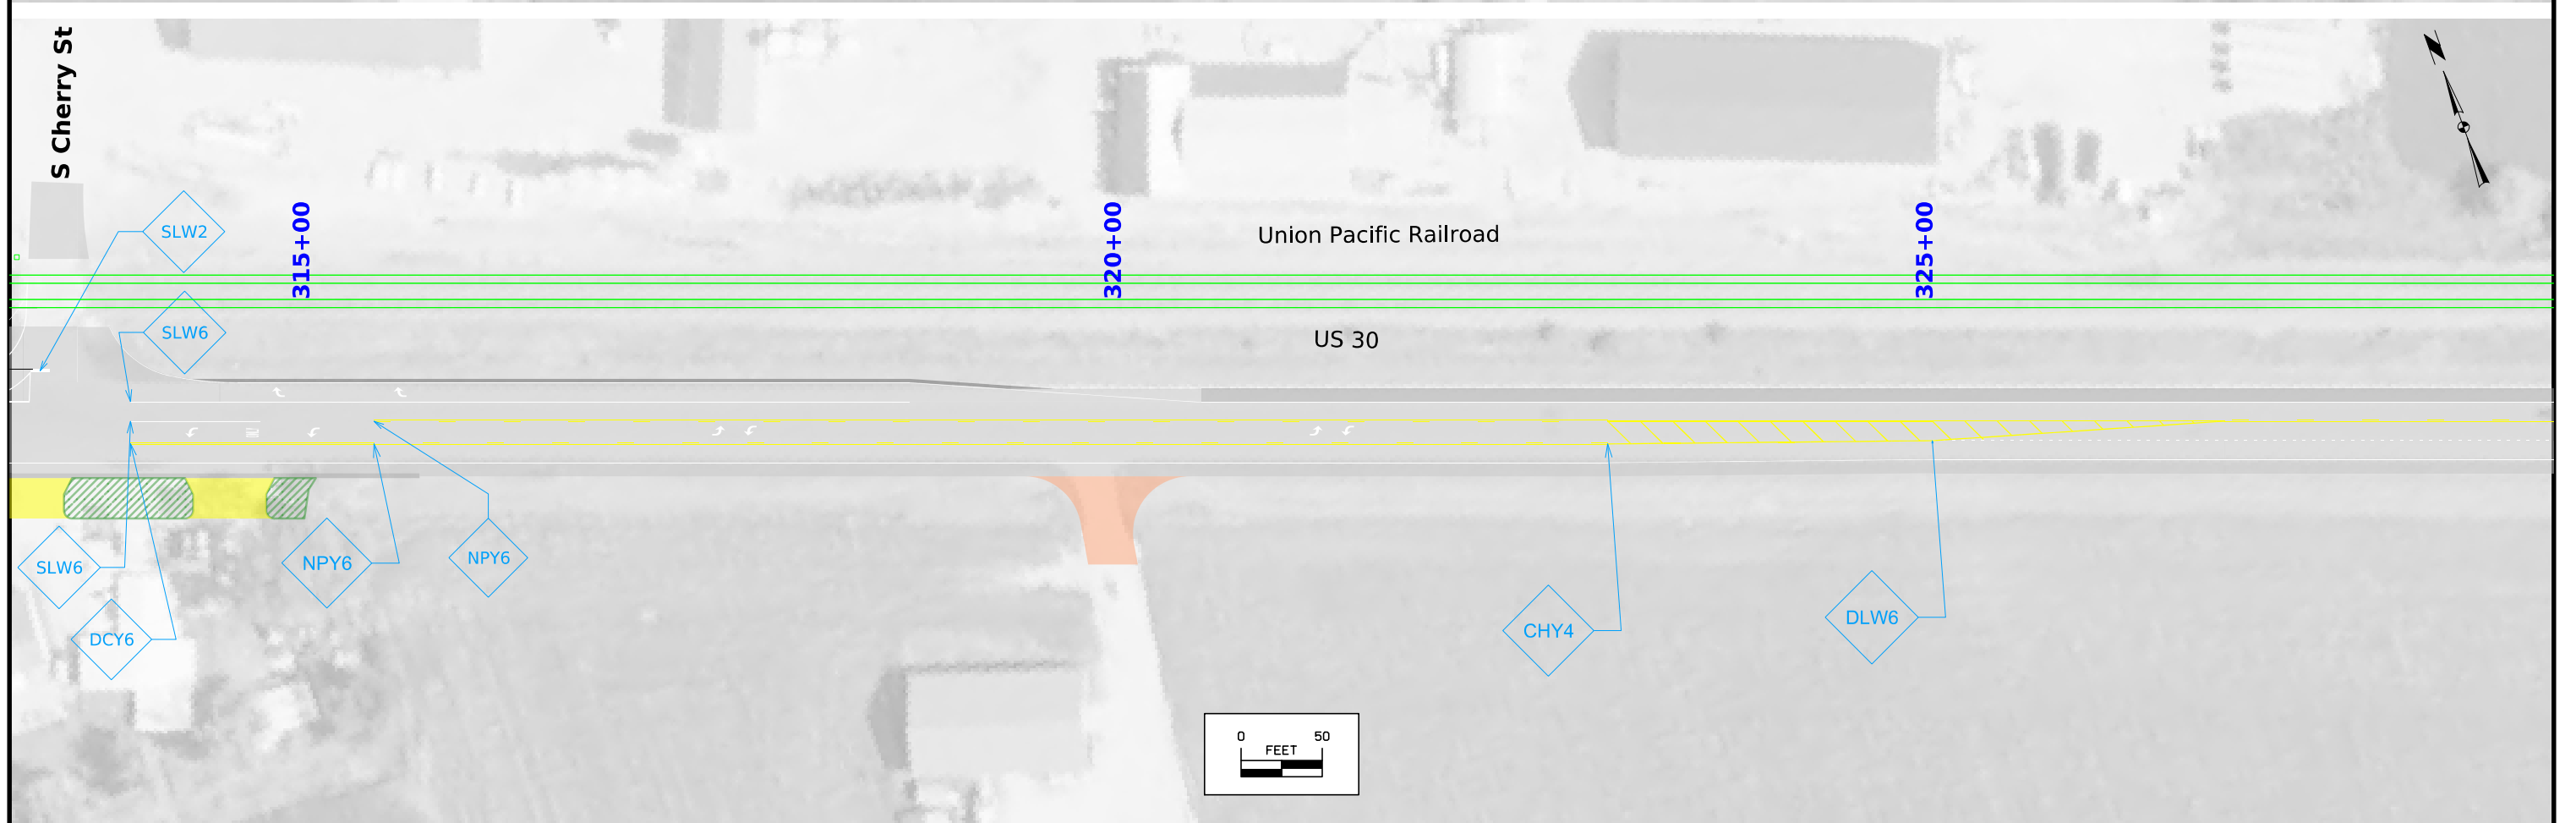 S Cherry St
SLW2
315+00
320+00
325+00
Union Pacific Railroad
SLW6
US 30
SLW6
NPY6
NPY6
DCY6
CHY4
DLW6
0 50
FEET